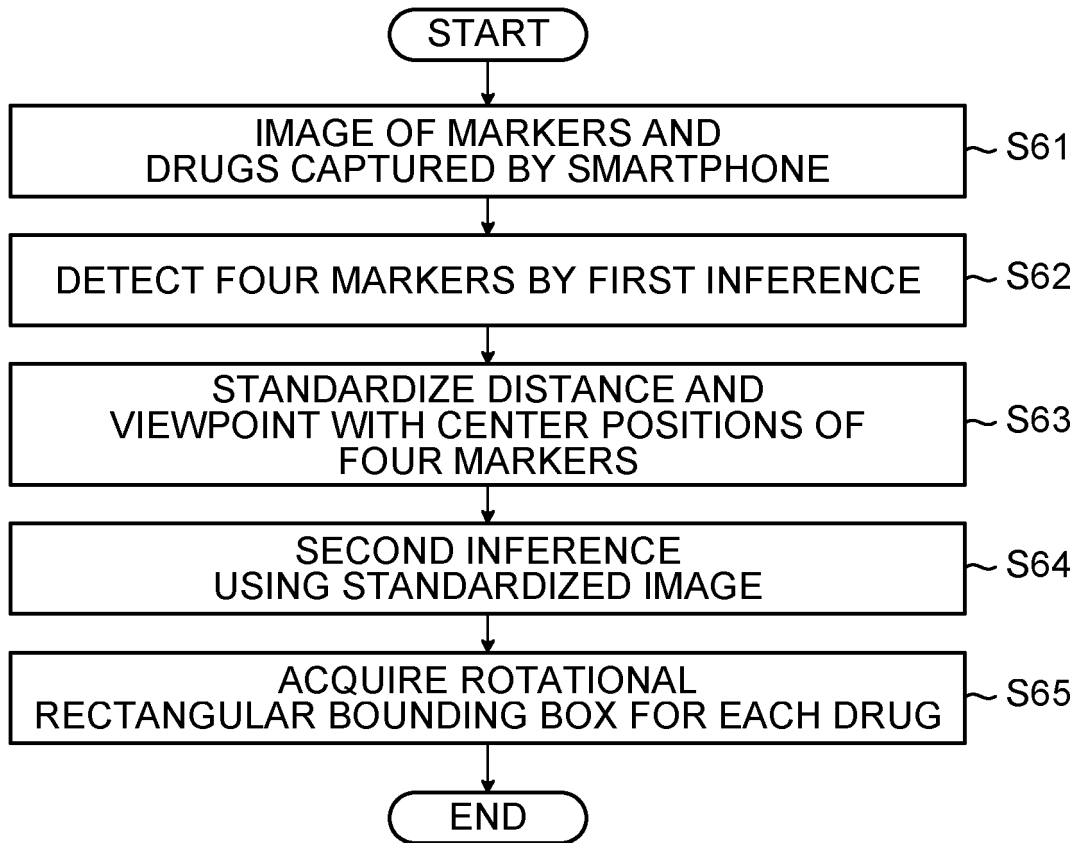 START
IMAGE OF MARKERS AND
DRUGS CAPTURED BY SMARTPHONE
~ S61
DETECT FOUR MARKERS BY FIRST INFERENCE
~ S62
STANDARDIZE DISTANCE AND
VIEWPOINT WITH CENTER POSITIONS OF
FOUR MARKERS
~ S63
SECOND INFERENCE
USING STANDARDIZED IMAGE
~ S64
ACQUIRE ROTATIONAL
RECTANGULAR BOUNDING BOX FOR EACH DRUG
~ S65
END